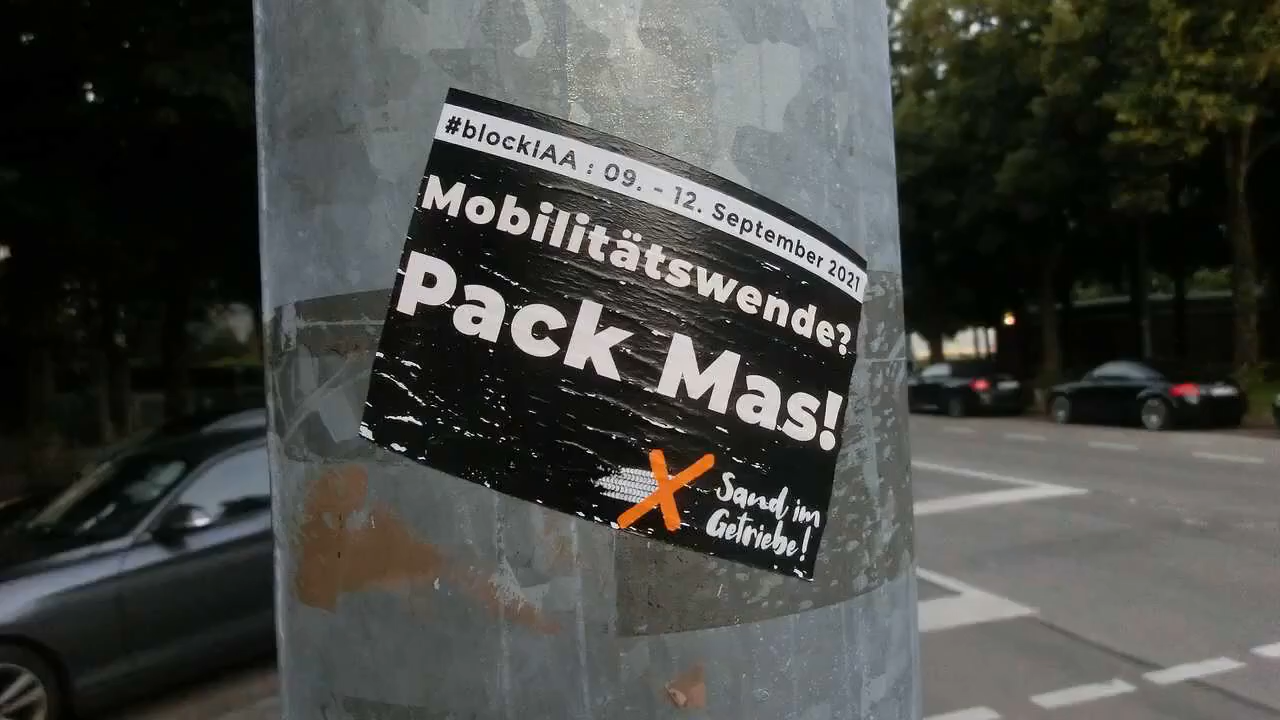 #blockIAA : 09. - 12. September 2021
Mobilitätswende?
Pack Mas!
Sand im
Getriebe!